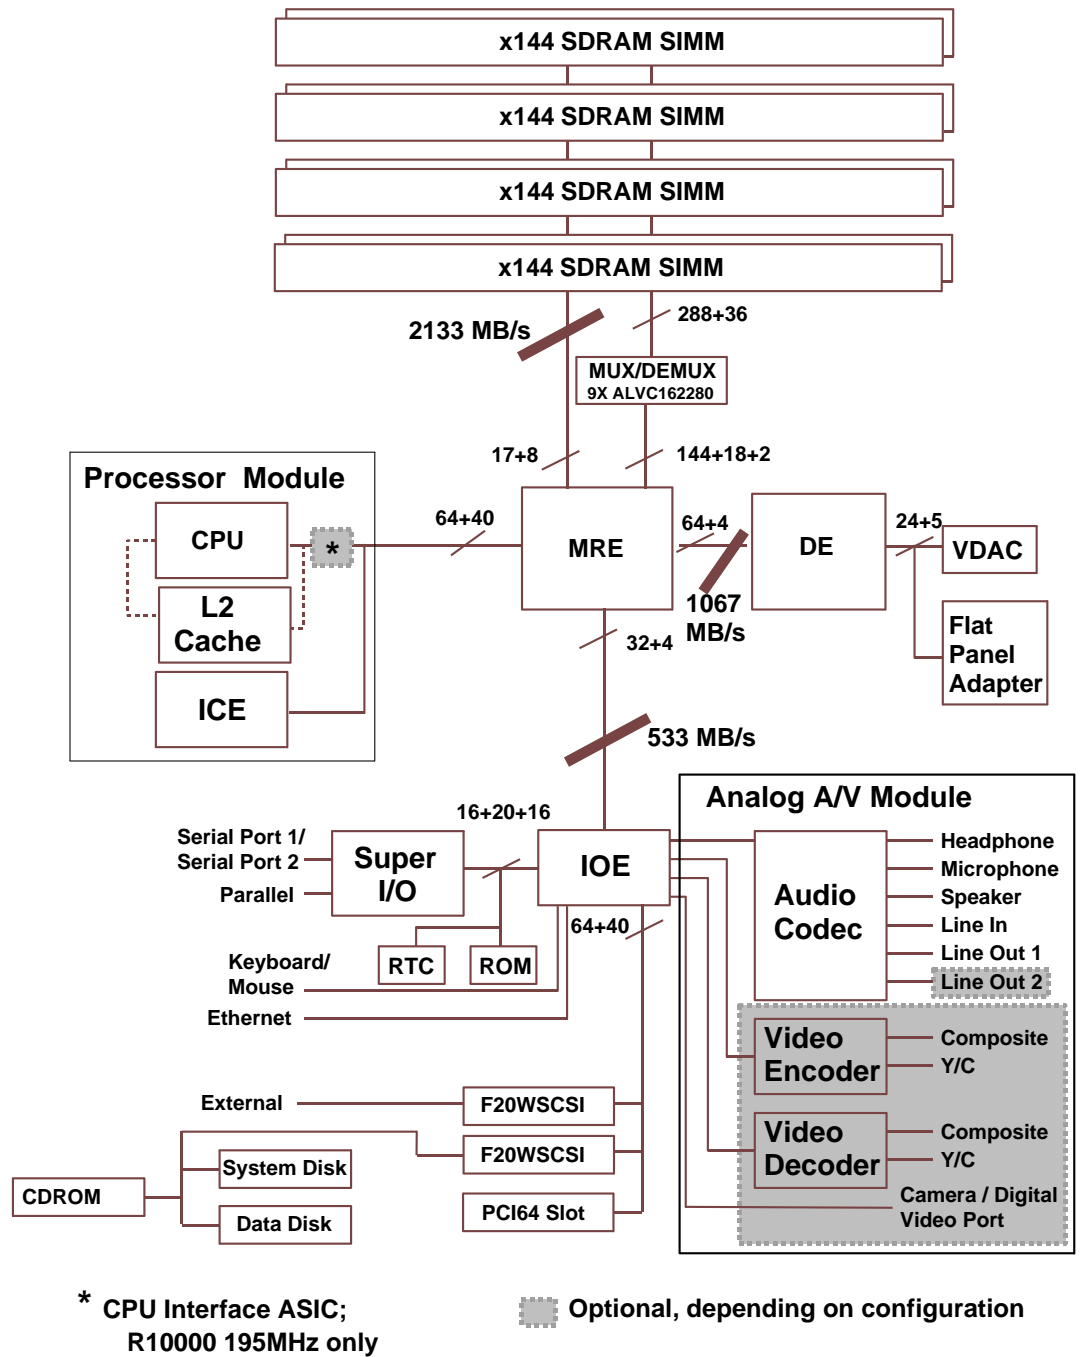 x144 SDRAM SIMM
x144 SDRAM SIMM
x144 SDRAM SIMM
x144 SDRAM SIMM
2133 MB/s
288+36
MUX/DEMUX
9X ALVC162280
17+8
144+18+2
Processor Module
CPU
*
L2
Cache
ICE
64+40
MRE
64+4
1067
MB/s
DE
24+5
VDAC
Flat
Panel
Adapter
32+4
533 MB/s
Analog A/V Module
16+20+16
Serial Port 1/
Serial Port 2
Parallel
Super
I/O
IOE
64+40
RTC
ROM
Keyboard/
Mouse
Ethernet
Audio
Codec
Headphone
Microphone
Speaker
Line In
Line Out 1
Line Out 2
Video
Encoder
Composite
Y/C
Video
Decoder
Composite
Y/C
Camera / Digital
Video Port
External
F20WSCSI
F20WSCSI
System Disk
CDROM
Data Disk
PCI64 Slot
* CPU Interface ASIC;
R10000 195MHz only
Optional, depending on configuration